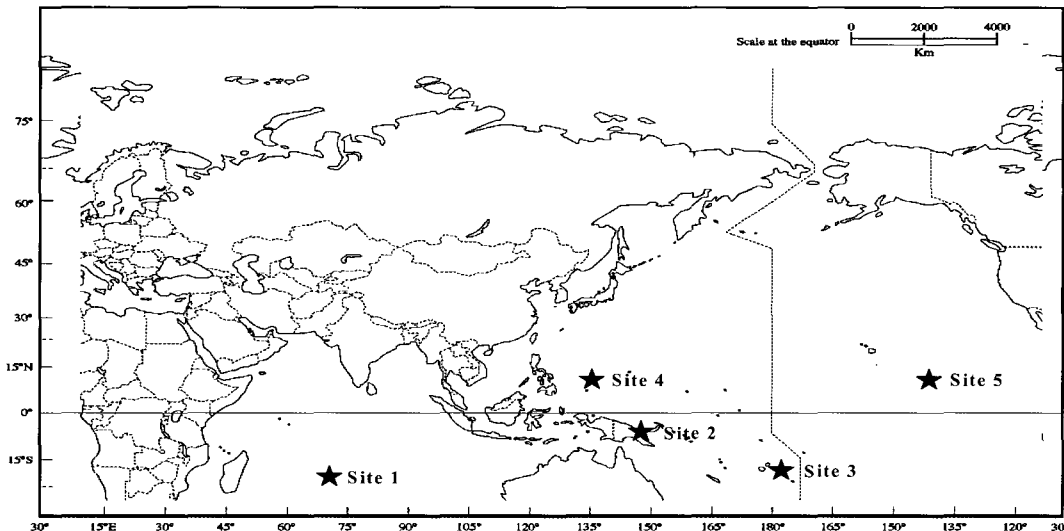 0 2000 4000
Scale at the equator
Km
75°
60°
45°
30°
15°N
Site 4
Site 5
0°
Site 2
15°S
Site 1
Site 3
30° 15°E 30° 45° 60° 75° 90° 105° 120° 135° 150° 165° 180° 165° 150° 135° 120° 30